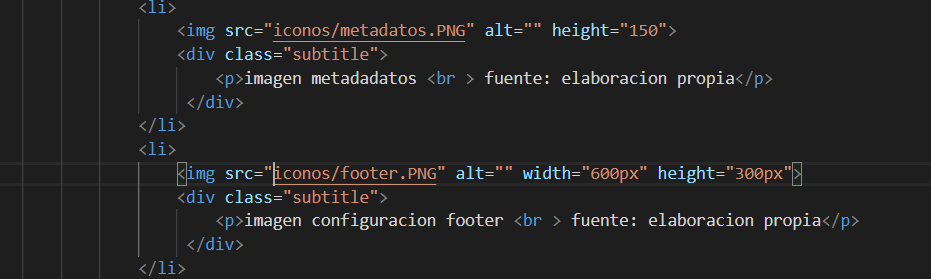 <li>
<img src="iconos/metadatos.PNG" alt="" height="150">
<div class="subtitle">
<p>imagen metadadatos <br > fuente: elaboracion propia</p>
</div>
</li>
<li>
<img src="iconos/footer.PNG" alt="" width="600px" height="300px">
<div class="subtitle">
<p>imagen configuracion footer <br > fuente: elaboracion propia</p>
</div>
</li>